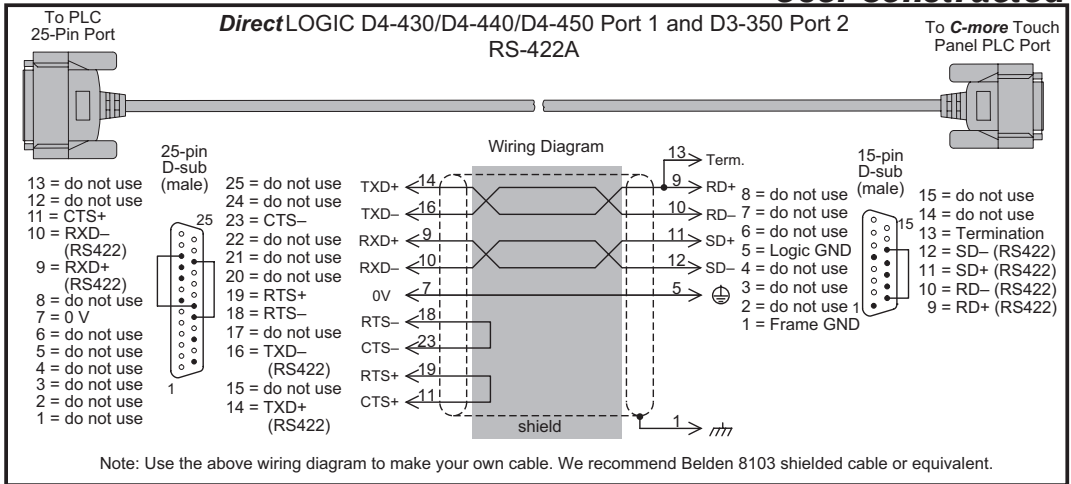 To PLC
25-Pin Port
DirectLOGIC D4-430/D4-440/D4-450 Port 1 and D3-350 Port 2
RS-422A
To C-more Touch
Panel PLC Port
25-pin
D-sub
(male)
13 = do not use
12 = do not use
11 = CTS+
10 = RXD–
(RS422)
9 = RXD+
(RS422)
8 = do not use
7 = 0 V
6 = do not use
5 = do not use
4 = do not use
3 = do not use
2 = do not use
1 = do not use
25
1
25 = do not use
24 = do not use
23 = CTS–
22 = do not use
21 = do not use
20 = do not use
19 = RTS+
18 = RTS–
17 = do not use
16 = TXD–
(RS422)
15 = do not use
14 = TXD+
(RS422)
Wiring Diagram
13 Term.
TXD+ 14 9 RD+
TXD– 16 10 RD–
RXD+ 9 11 SD+
RXD– 10 12 SD–
0V 7 5
RTS– 18
CTS– 23
RTS+ 19
CTS+ 11
shield
1
8 = do not use
7 = do not use
6 = do not use
5 = Logic GND
4 = do not use
3 = do not use
2 = do not use
1 = Frame GND
15-pin
D-sub
(male)
15
1
15 = do not use
14 = do not use
13 = Termination
12 = SD– (RS422)
11 = SD+ (RS422)
10 = RD– (RS422)
9 = RD+ (RS422)
Note: Use the above wiring diagram to make your own cable. We recommend Belden 8103 shielded cable or equivalent.